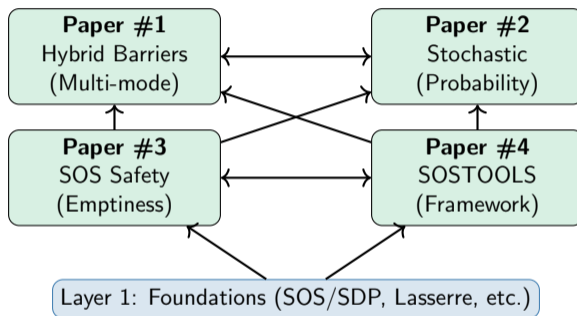 Paper #1
Hybrid Barriers
(Multi-mode)
Paper #2
Stochastic
(Probability)
Paper #3
SOS Safety
(Emptiness)
Paper #4
SOSTOOLS
(Framework)
Layer 1: Foundations (SOS/SDP, Lasserre, etc.)